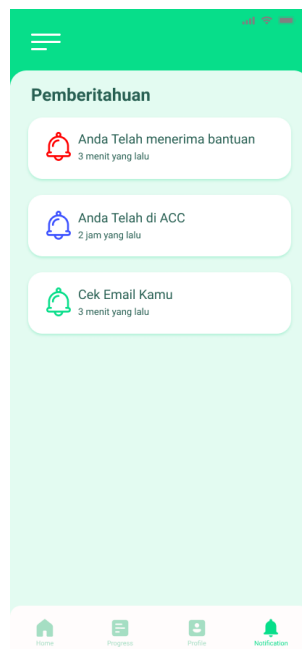 Pemberitahuan
Anda Telah menerima bantuan
3 menit yang lalu
Anda Telah di ACC
2 jam yang lalu
Cek Email Kamu
3 menit yang lalu
Home
Progress
Profile
Notification